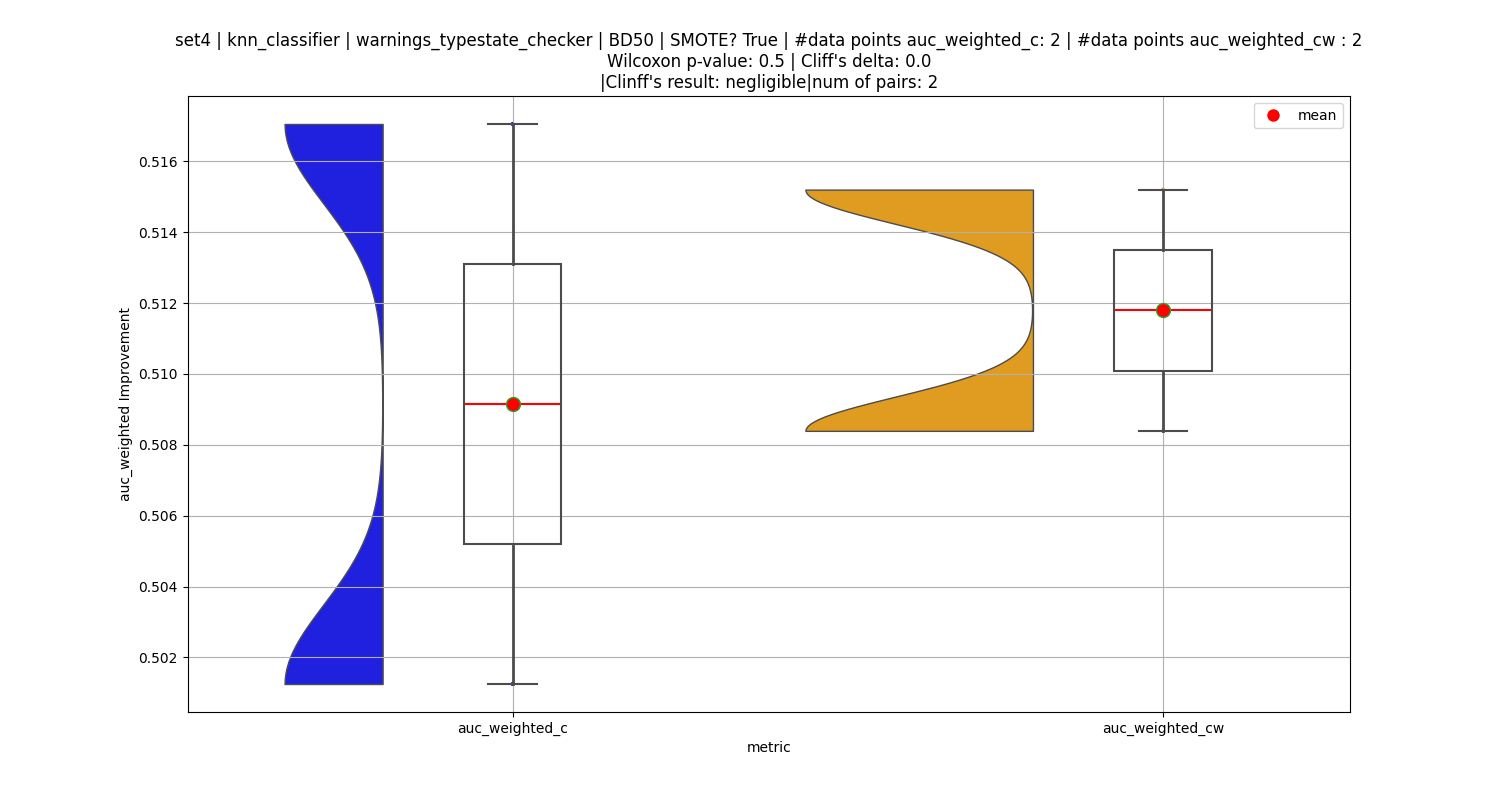 set4 | knn_classifier | warnings_typestate_checker | BD50 | SMOTE? True | #data points auc_weighted_c: 2 | #data points auc_weighted_cw : 2
Wilcoxon p-value: 0.5 | Cliff's delta: 0.0
|Clinff's result: negligible|num of pairs: 2
mean
0.516
0.514
0.512
0.510
0.508
0.506
0.504
0.502
auc_weighted Improvement
auc_weighted_c
auc_weighted_cw
metric